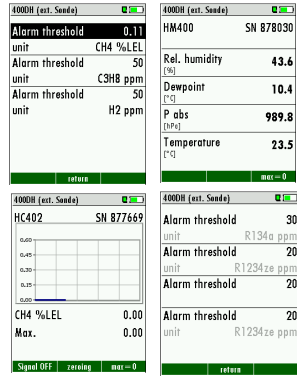 400DH (ext. Sonde)
Alarm threshold 0.11
unit CH4 %LEL
Alarm threshold 50
unit C3H8 ppm
Alarm threshold 50
unit H2 ppm
return
400DH (ext. Sonde)
HM400 SN 878030
Rel. humidity 43.6
[%]
Dewpoint 10.4
[°C]
P abs 989.8
[hPa]
Temperature 23.5
[°C]
max=0
400DH (ext. Sonde)
HC402 SN 877669
0.60
0.45
0.30
0.15
0.00
CH4 %LEL 0.00
Max. 0.00
Signal OFF zeroing max=0
400DH (ext. Sonde)
Alarm threshold 30
unit R134a ppm
Alarm threshold 20
unit R1234ze ppm
Alarm threshold 20
Alarm threshold 20
unit R1234ze ppm
return